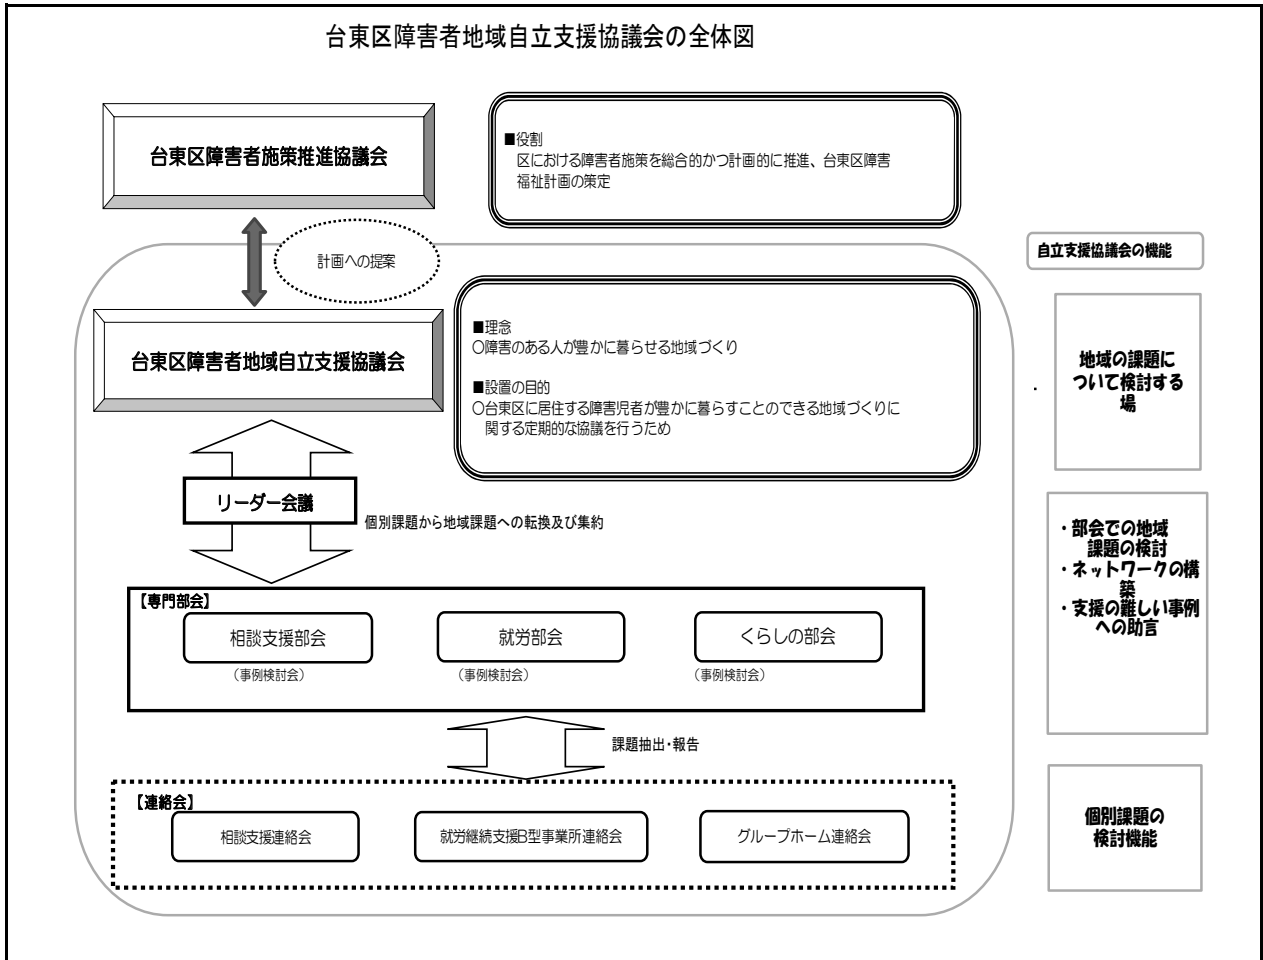 台東区障害者地域自立支援協議会の全体図
台東区障害者施策推進協議会
■役割
区における障害者施策を総合的かつ計画的に推進、台東区障害
福祉計画の策定
計画への提案
自立支援協議会の機能
台東区障害者地域自立支援協議会
■理念
○障害のある人が豊かに暮らせる地域づくり
■設置の目的
○台東区に居住する障害児者が豊かに暮らすことのできる地域づくりに
関する定期的な協議を行うため
地域の課題に
ついて検討する
場
.
リーダー会議
個別課題から地域課題への転換及び集約
・部会での地域
課題の検討
・ネットワークの構
築
・支援の難しい事例
への助言
【専門部会】
相談支援部会
就労部会
くらしの部会
（事例検討会）
（事例検討会）
（事例検討会）
課題抽出・報告
【連絡会】
相談支援連絡会
就労継続支援B型事業所連絡会
グループホーム連絡会
個別課題の
検討機能